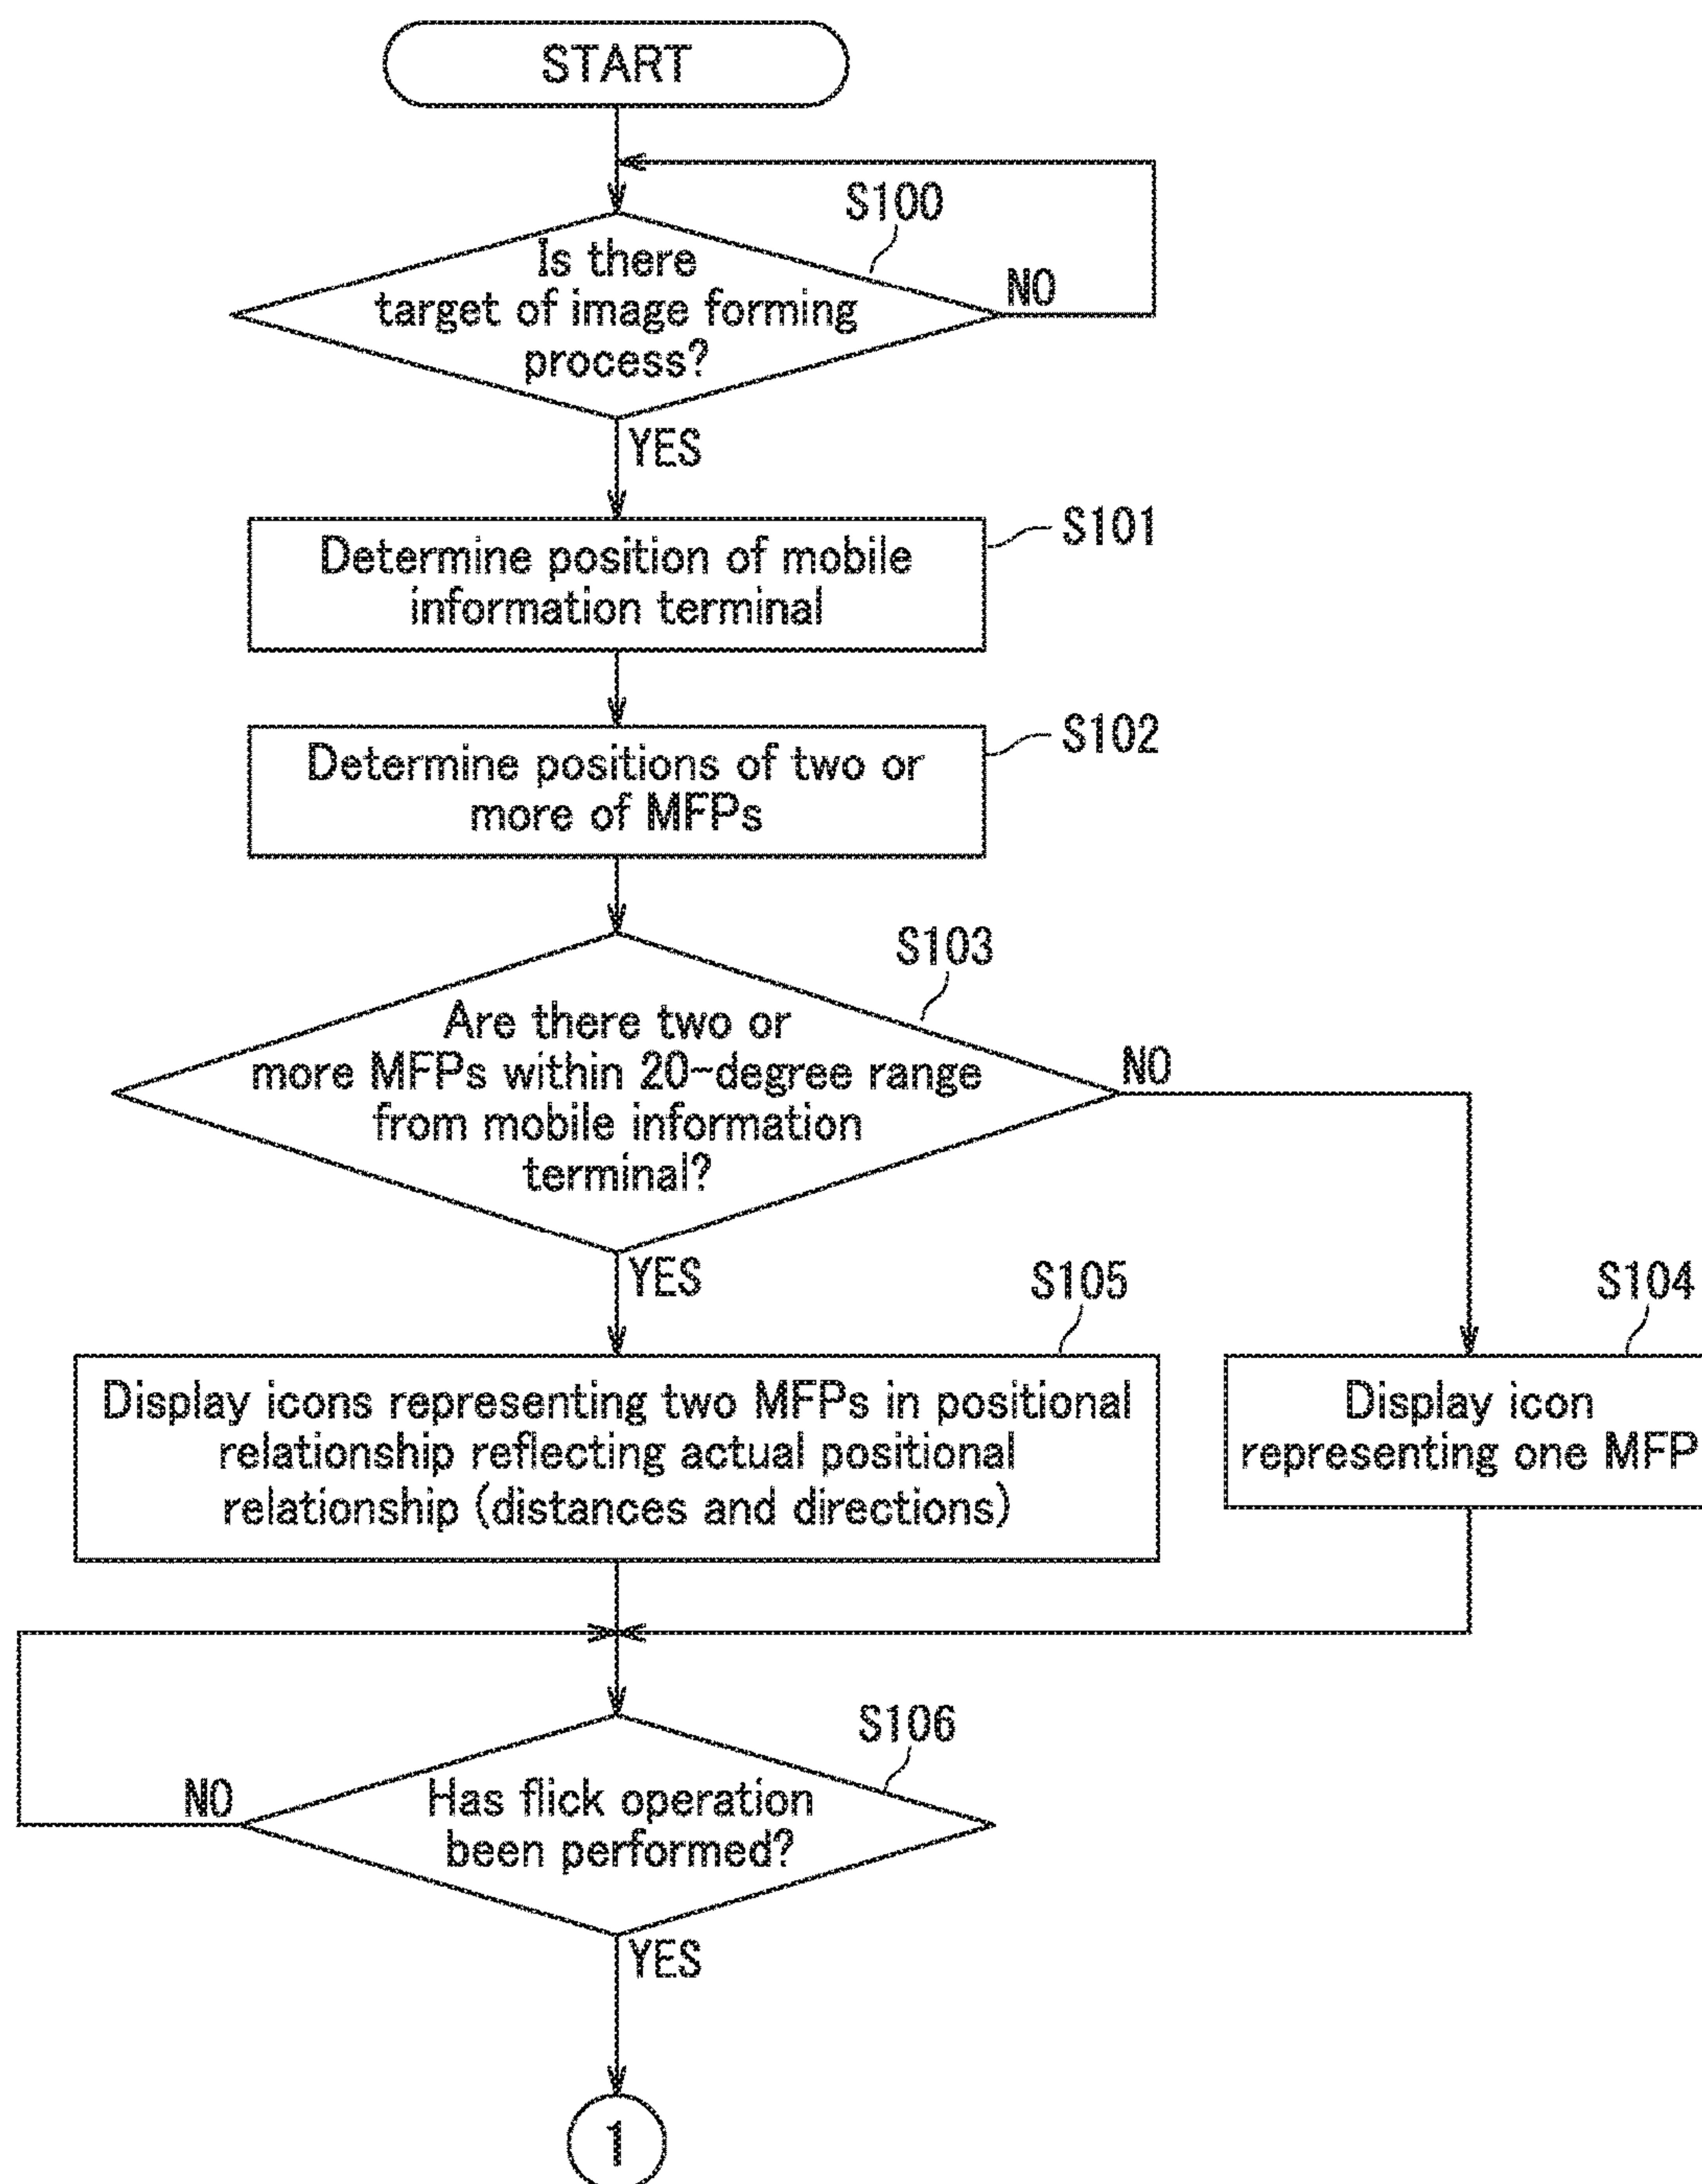 START
S100
Is there
target of image forming
process?
NO
YES
S101
Determine position of mobile
information terminal
S102
Determine positions of two or
more of MFPs
S103
Are there two or
more MFPs within 20-degree range
from mobile information
terminal?
NO
YES
S105
Display icons representing two MFPs in positional
relationship reflecting actual positional
relationship (distances and directions)
S104
Display icon
representing one MFP
S106
Has flick operation
been performed?
NO
YES
1